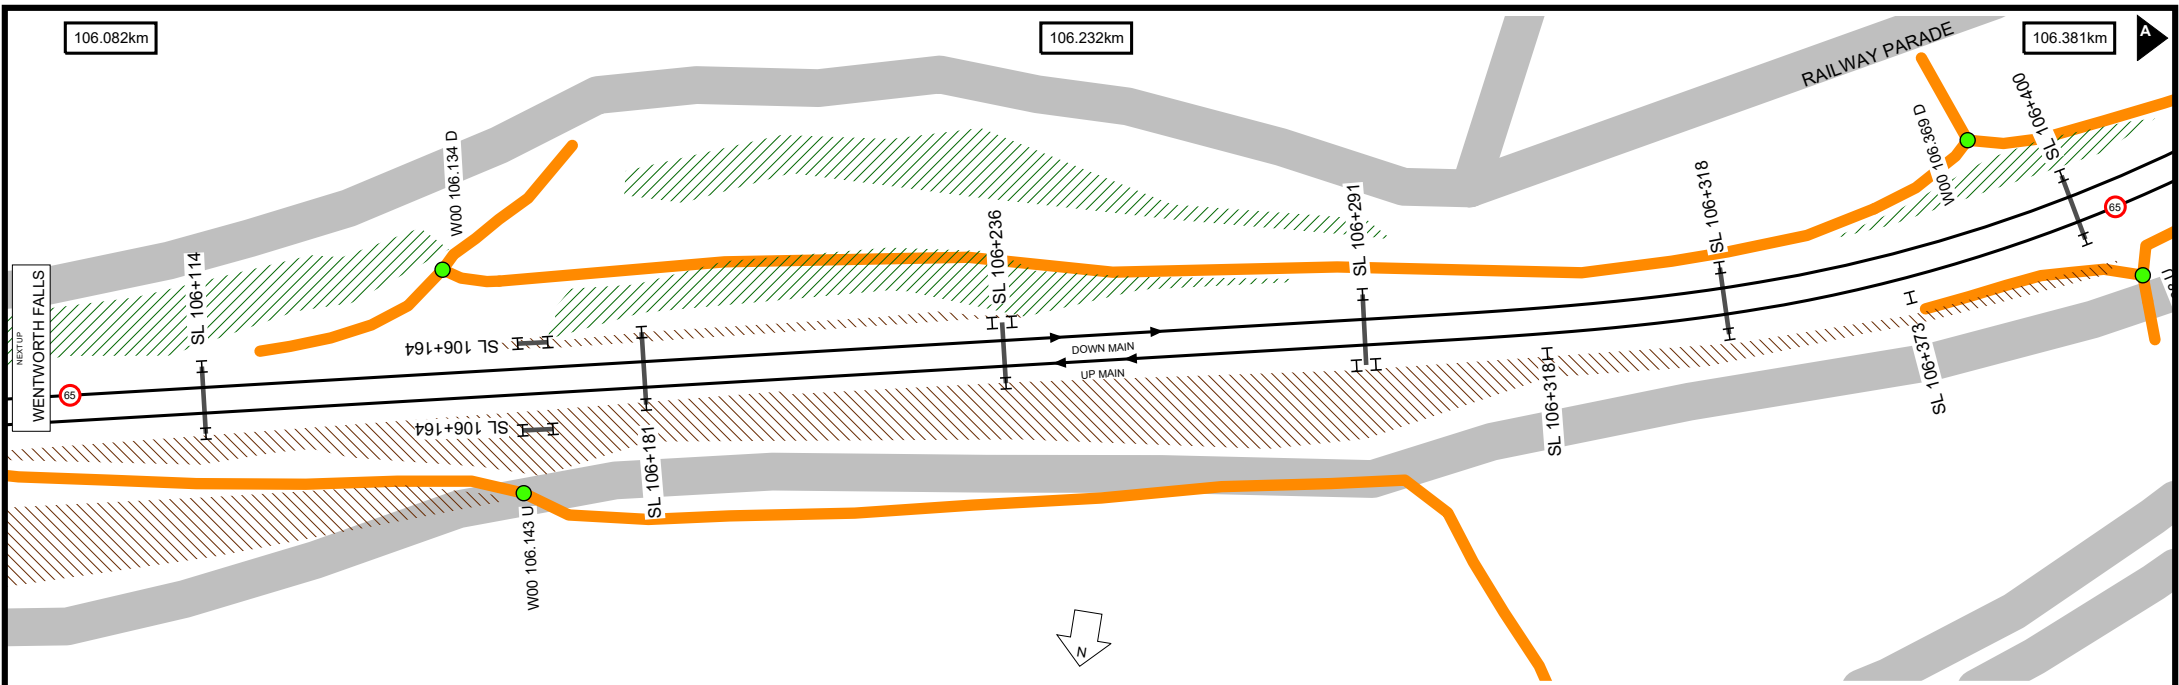 106.082km
106.232km
106.381km
A
RAILWAY PARADE
SL 106+400
W00 106.369 D
W00 106.134 D
SL 106+318
SL 106+291
SL 106+236
SL 106+114
65
NEXT UP
WENTWORTH FALLS
SL 106+164
DOWN MAIN
UP MAIN
65
SL 106+373
SL 106+318
SL 106+164
SL 106+181
W00 106.143 U
N